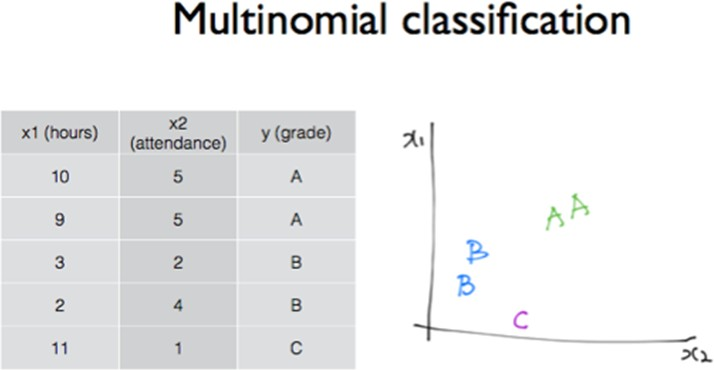 Multinomial classification
x1 (hours) x2 (attendance) y (grade)
10 5 A
9 5 A
3 2 B
2 4 B
11 1 C
x1
A A
B
B
C
x2